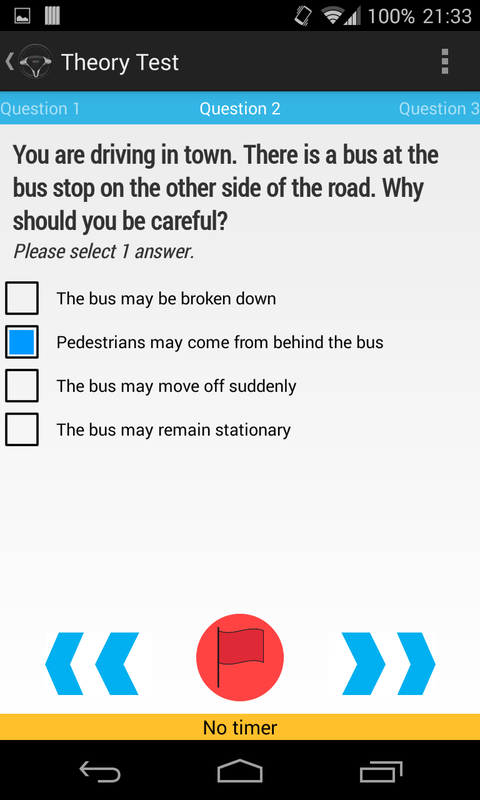 100% 21:33
Theory Test
Question 1 Question 2 Question 3
You are driving in town. There is a bus at the
bus stop on the other side of the road. Why
should you be careful?
Please select 1 answer.
The bus may be broken down
Pedestrians may come from behind the bus
The bus may move off suddenly
The bus may remain stationary
No timer